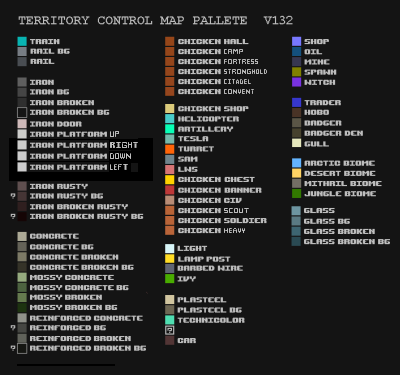 TERRITORY CONTROL MAP PALLETE V132
TRAIN
RAIL BG
RAIL
IRON
IRON BG
IRON BROKEN
IRON BROKEN BG
IRON DOOR
IRON PLATFORM UP
IRON PLATFORM RIGHT
IRON PLATFORM DOWN
IRON PLATFORM LEFT
IRON RUSTY
? IRON RUSTY BG
IRON BROKEN RUSTY
? IRON BROKEN RUSTY BG
CONCRETE
CONCRETE BG
CONCRETE BROKEN
CONCRETE BROKEN BG
MOSSY CONCRETE
MOSSY CONCRETE BG
MOSSY BROKEN
MOSSY BROKEN BG
REINFORCED CONCRETE
? REINFORCED BG
REINFORCED BROKEN
? REINFORCED BROKEN BG
CHICKEN HALL
CHICKEN CAMP
CHICKEN FORTRESS
CHICKEN STRONGHOLD
CHICKEN CITADEL
CHICKEN CONVENT
CHICKEN SHOP
HELICOPTER
ARTILLERY
TESLA
TURRET
SAM
LWS
CHICKEN CHEST
CHICKEN BANNER
CHICKEN CIV
CHICKEN SCOUT
CHICKEN SOLDIER
CHICKEN HEAVY
LIGHT
LAMP POST
BARBED WIRE
IVY
PLASTEEL
PLASTEEL BG
TECHNICOLOR
?
CAR
SHOP
OIL
MINE
SPAWN
WITCH
TRADER
HOBO
BADGER
BADGER DEN
GULL
ARCTIC BIOME
DESERT BIOME
MITHRIL BIOME
JUNGLE BIOME
GLASS
GLASS BG
GLASS BROKEN
GLASS BROKEN BG